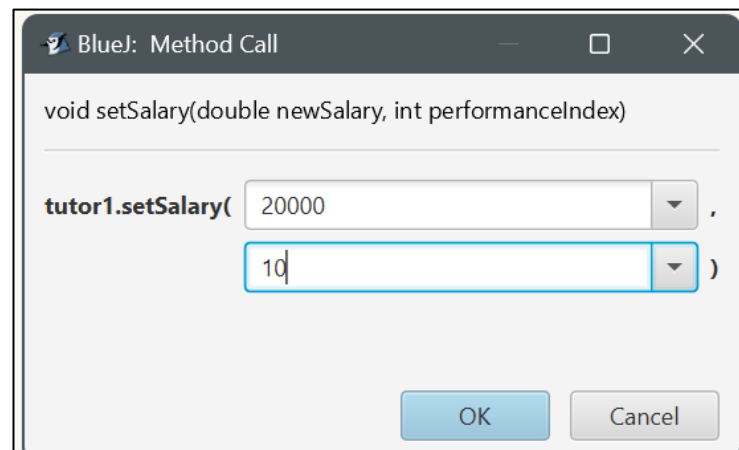 BlueJ: Method Call
void setSalary(double newSalary, int performanceIndex)
tutor1.setSalary( 20000 ,
10 )
OK Cancel